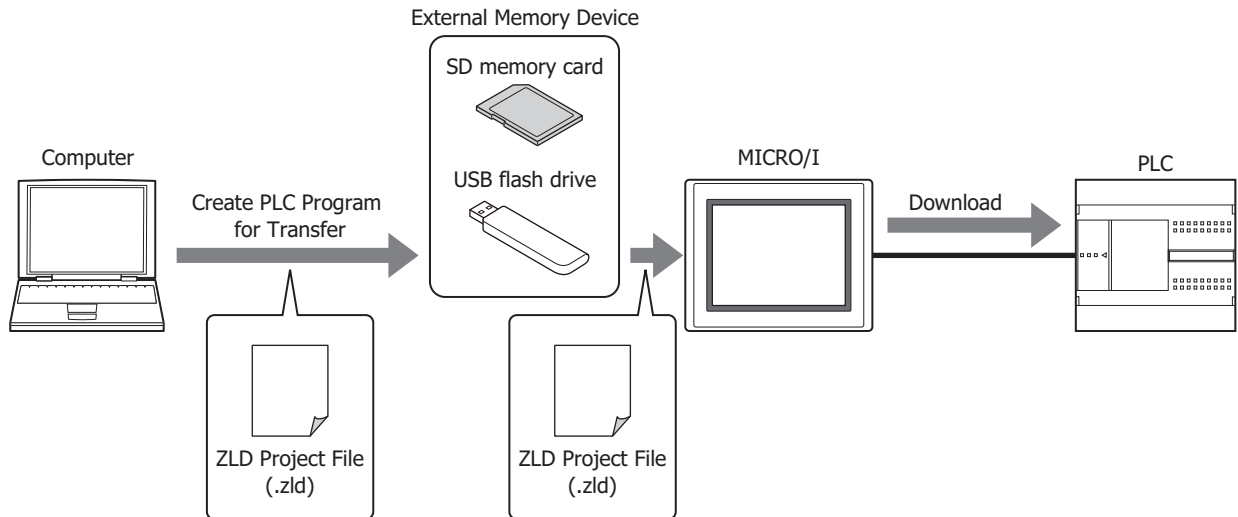 External Memory Device
SD memory card
USB flash drive
Computer
Create PLC Program
for Transfer
MICRO/I
Download
PLC
ZLD Project File
(.zld)
ZLD Project File
(.zld)